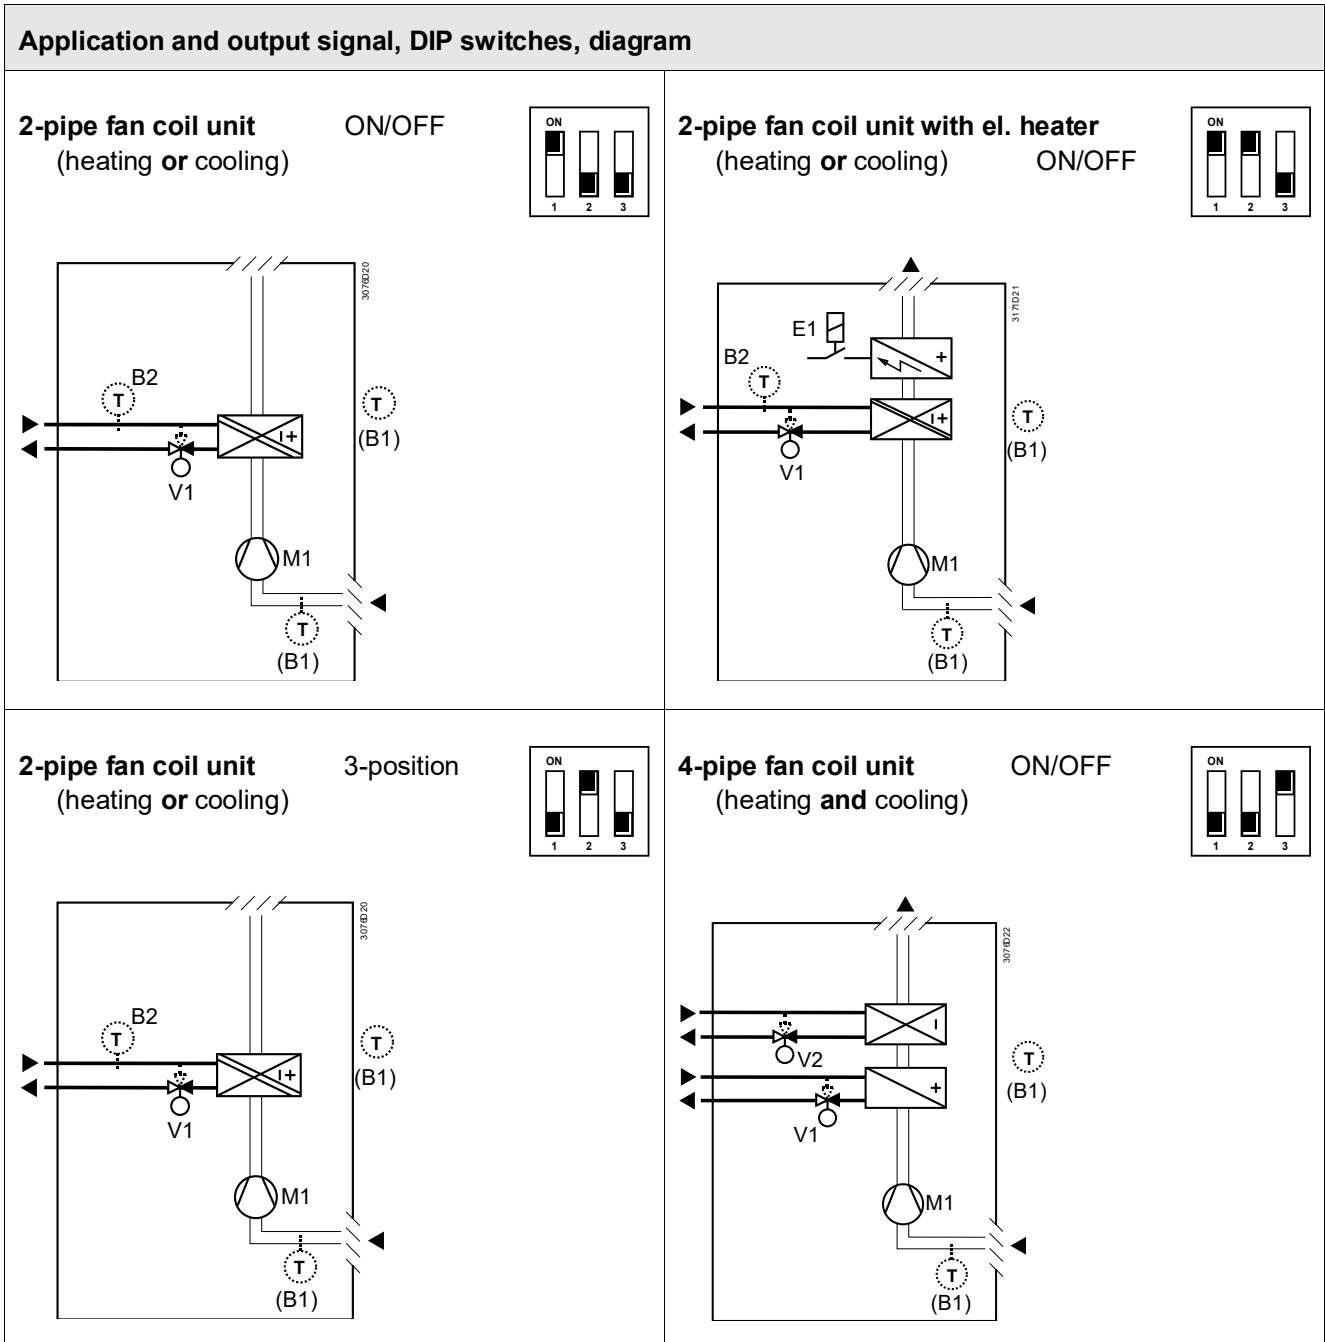 Application and output signal, DIP switches, diagram
2-pipe fan coil unit ON/OFF
(heating or cooling)
ON
1 2 3
3076D20
B2
T
T
(B1)
+
V1
M1
T
(B1)
2-pipe fan coil unit with el. heater
(heating or cooling) ON/OFF
ON
1 2 3
3171D21
E1
+
B2
T
T
(B1)
+
V1
M1
T
(B1)
2-pipe fan coil unit 3-position
(heating or cooling)
ON
1 2 3
3076D20
B2
T
T
(B1)
+
V1
M1
T
(B1)
4-pipe fan coil unit ON/OFF
(heating and cooling)
ON
1 2 3
3076D22
V2
T
(B1)
+
V1
M1
T
(B1)